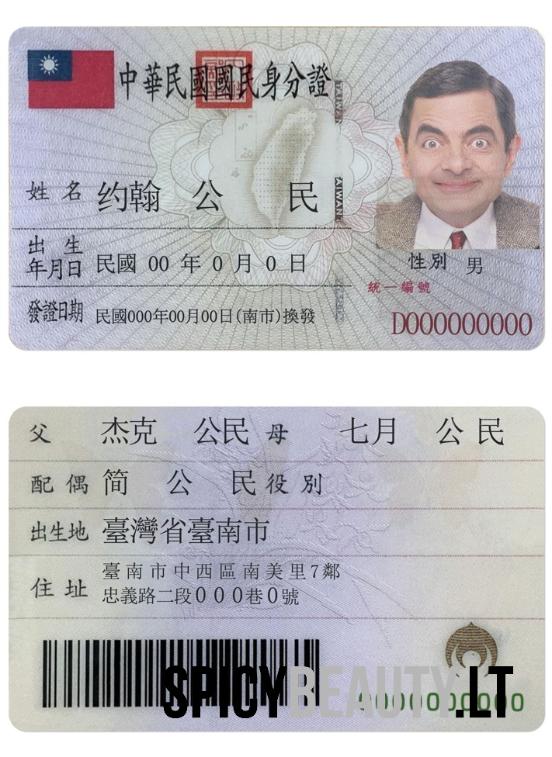 中華民國國民身分證
姓名 约翰 公 民
出生年月日 民國 00 年 0 月 0 日
性別 男
發證日期 民國000年00月00日(南市)換發
統一編號
D000000000
父 杰克 公民 母 七月 公民
配偶 简 公 民 役別
出生地 臺灣省臺南市
住址 臺南市中西區南美里7鄰
忠義路二段000巷0號
SPICYBEAUTY.LT
0000000000